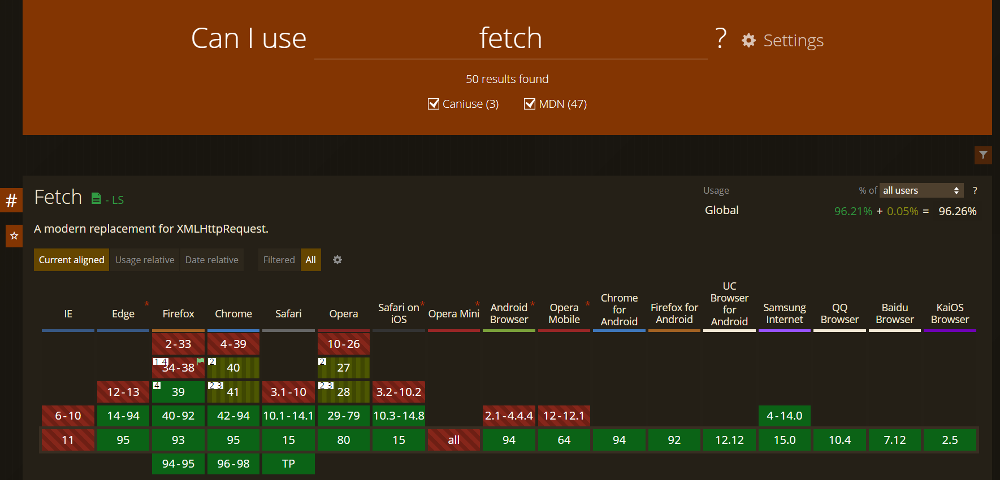 Can I use fetch ? Settings
50 results found
Caniuse (3) MDN (47)
# Fetch - LS
Usage % of all users ?
Global 96.21% + 0.05% = 96.26%
A modern replacement for XMLHttpRequest.
Current aligned Usage relative Date relative Filtered All
IE Edge * Firefox Chrome Safari Opera Safari on iOS * Opera Mini * Android Browser * Opera Mobile * Chrome for Android Firefox for Android UC Browser for Android Samsung Internet QQ Browser Baidu Browser KaiOS Browser
2-33 4-39 10-26
1 4 34-38 2 40 2 27
12-13 4 39 2 3 41 3.1-10 2 3 28 3.2-10.2
6-10 14-94 40-92 42-94 10.1-14.1 29-79 10.3-14.8 2.1-4.4.4 12-12.1 4-14.0
11 95 93 95 15 80 15 all 94 64 94 92 12.12 15.0 10.4 7.12 2.5
94-95 96-98 TP